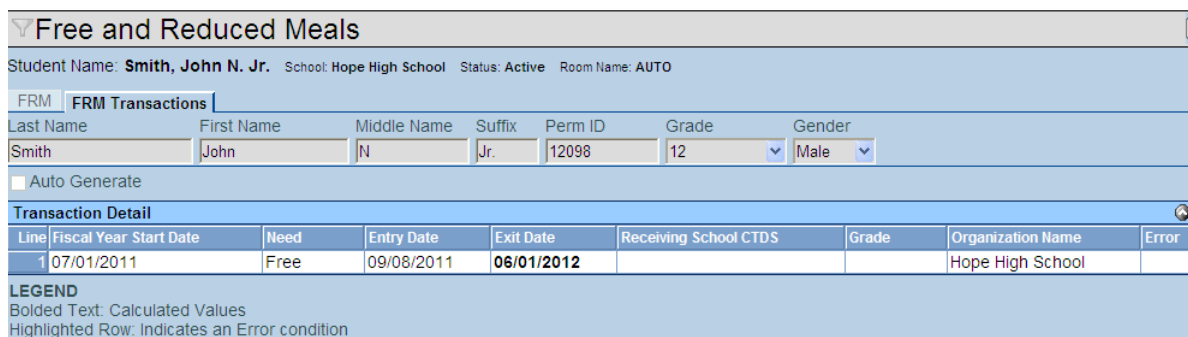 Free and Reduced Meals
Student Name: Smith, John N. Jr. School: Hope High School Status: Active Room Name: AUTO
FRM FRM Transactions
Last Name First Name Middle Name Suffix Perm ID Grade Gender
Smith John N Jr. 12098 12 Male
Auto Generate
Transaction Detail
Line Fiscal Year Start Date Need Entry Date Exit Date Receiving School CTDS Grade Organization Name Error
1 07/01/2011 Free 09/08/2011 06/01/2012 Hope High School
LEGEND
Bolded Text: Calculated Values
Highlighted Row: Indicates an Error condition